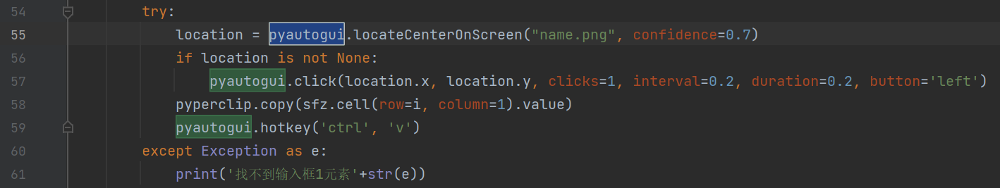 54 try:
55 location = pyautogui.locateCenterOnScreen("name.png", confidence=0.7)
56 if location is not None:
57 pyautogui.click(location.x, location.y, clicks=1, interval=0.2, duration=0.2, button='left')
58 pyperclip.copy(sfz.cell(row=i, column=1).value)
59 pyautogui.hotkey('ctrl', 'v')
60 except Exception as e:
61 print('找不到输入框1元素'+str(e))